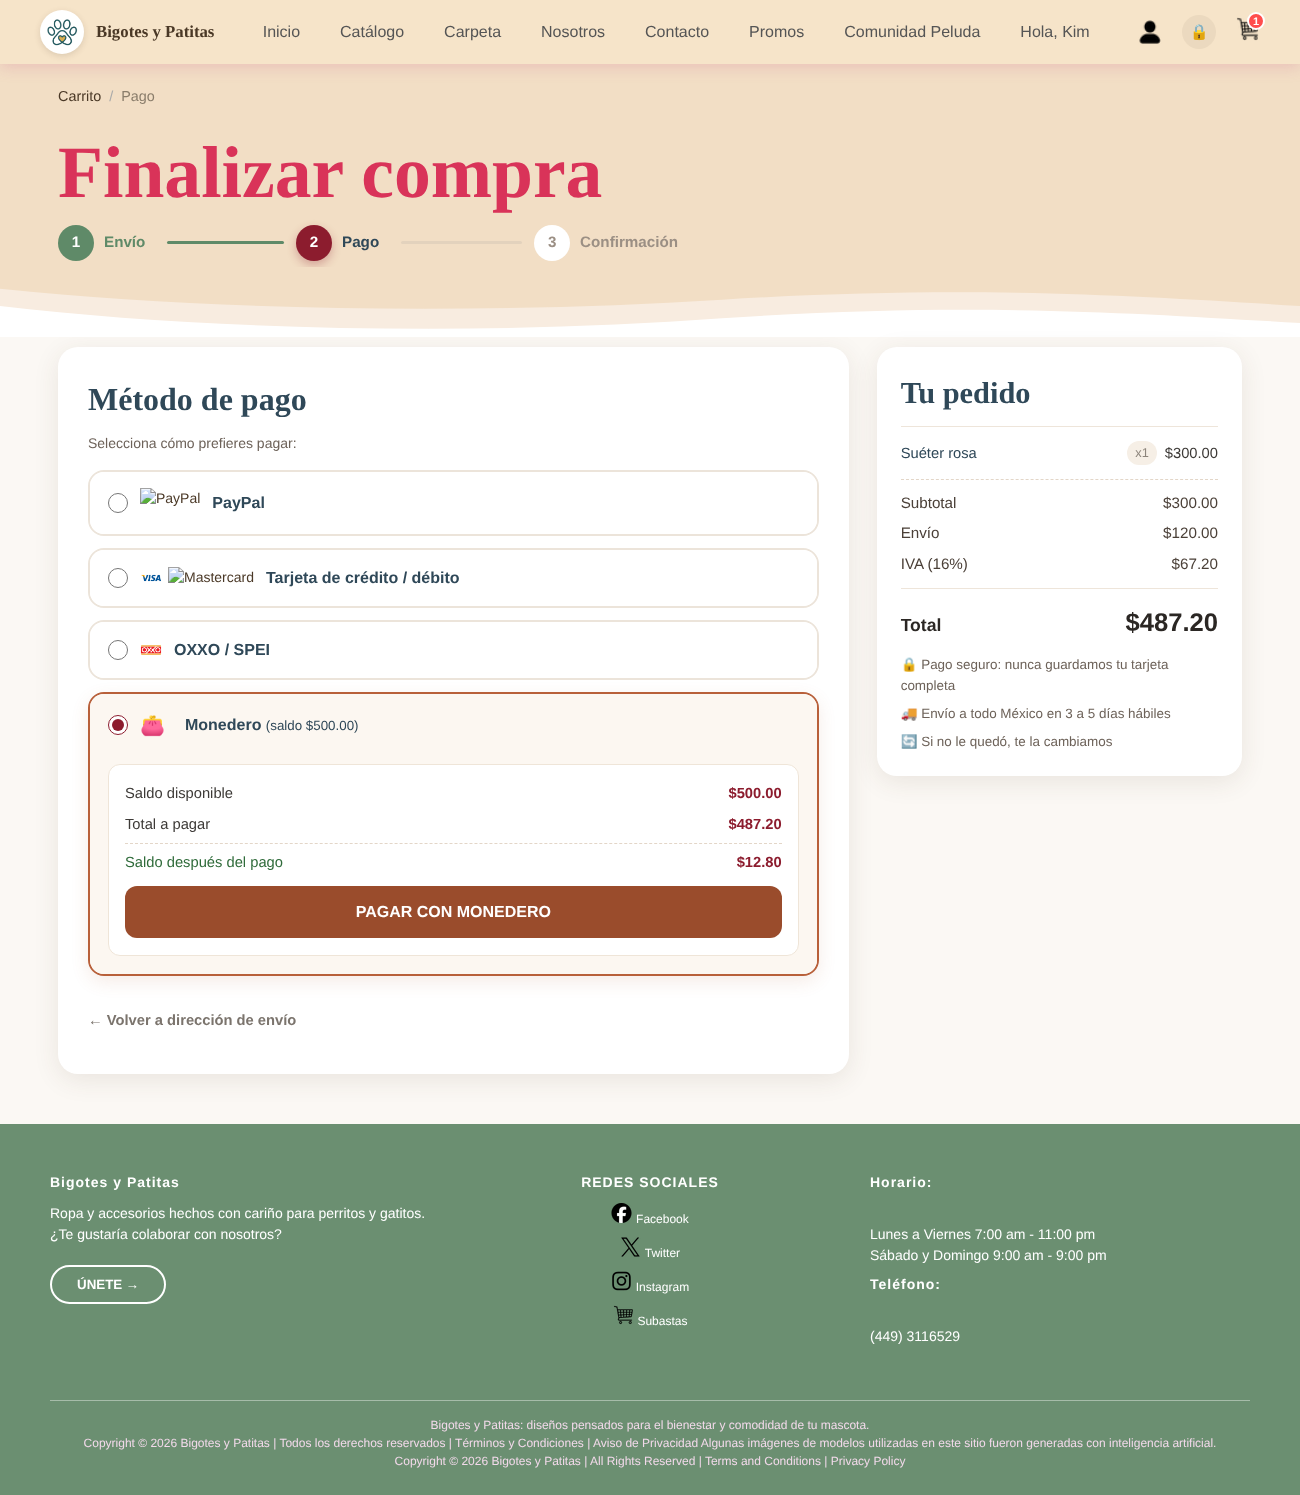 Bigotes y Patitas
Inicio
Catálogo
Carpeta
Nosotros
Contacto
Promos
Comunidad Peluda
Hola, Kim
1
Carrito / Pago
Finalizar compra
1 Envío
2 Pago
3 Confirmación
Método de pago
Selecciona cómo prefieres pagar:
PayPal PayPal
VISA Mastercard Tarjeta de crédito / débito
OXXO OXXO / SPEI
Monedero (saldo $500.00)
Saldo disponible $500.00
Total a pagar $487.20
Saldo después del pago $12.80
PAGAR CON MONEDERO
← Volver a dirección de envío
Tu pedido
Suéter rosa x1 $300.00
Subtotal $300.00
Envío $120.00
IVA (16%) $67.20
Total $487.20
🔒 Pago seguro: nunca guardamos tu tarjeta
completa
🚚 Envío a todo México en 3 a 5 días hábiles
🔄 Si no le quedó, te la cambiamos
Bigotes y Patitas
Ropa y accesorios hechos con cariño para perritos y gatitos.
¿Te gustaría colaborar con nosotros?
ÚNETE →
REDES SOCIALES
Facebook
Twitter
Instagram
Subastas
Horario:
Lunes a Viernes 7:00 am - 11:00 pm
Sábado y Domingo 9:00 am - 9:00 pm
Teléfono:
(449) 3116529
Bigotes y Patitas: diseños pensados para el bienestar y comodidad de tu mascota.
Copyright © 2026 Bigotes y Patitas | Todos los derechos reservados | Términos y Condiciones | Aviso de Privacidad Algunas imágenes de modelos utilizadas en este sitio fueron generadas con inteligencia artificial.
Copyright © 2026 Bigotes y Patitas | All Rights Reserved | Terms and Conditions | Privacy Policy